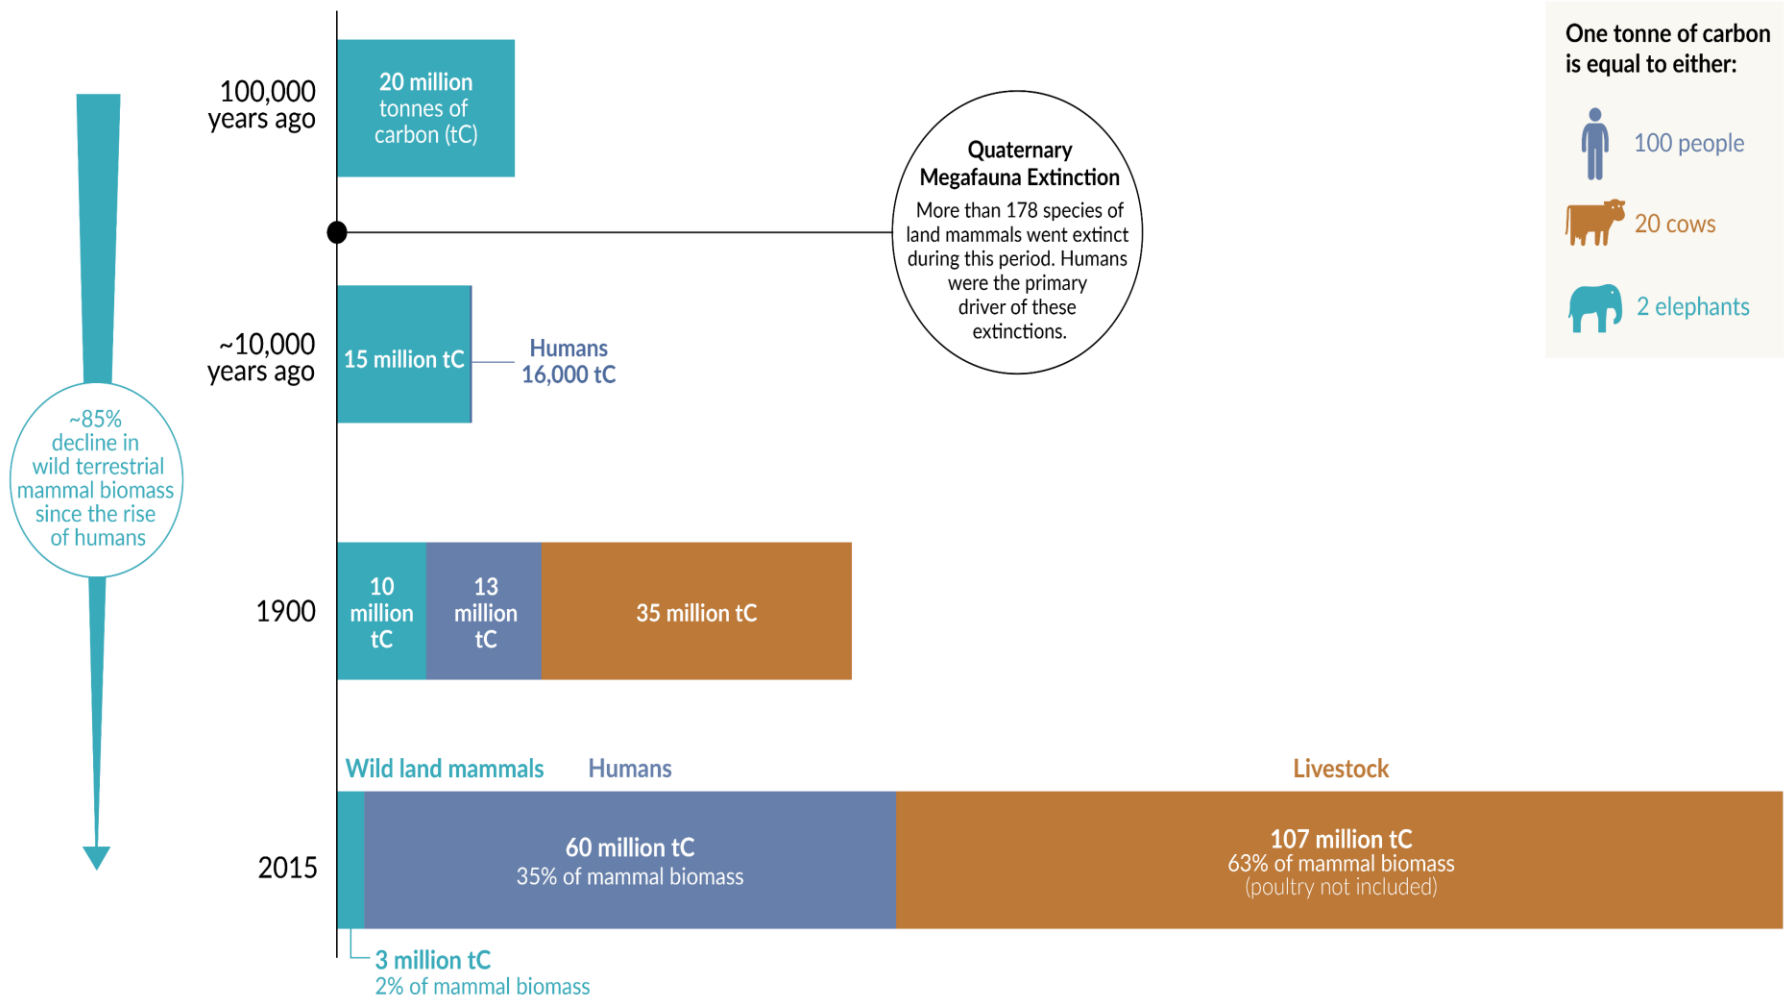 100,000
years ago
20 million
tonnes of
carbon (tC)
Quaternary
Megafauna Extinction
More than 178 species of
land mammals went extinct
during this period. Humans
were the primary
driver of these
extinctions.
One tonne of carbon
is equal to either:
100 people
20 cows
2 elephants
~10,000
years ago
15 million tC
Humans
16,000 tC
~85%
decline in
wild terrestrial
mammal biomass
since the rise
of humans
1900
10
million
tC
13
million
tC
35 million tC
Wild land mammals
Humans
Livestock
2015
60 million tC
35% of mammal biomass
107 million tC
63% of mammal biomass
(poultry not included)
3 million tC
2% of mammal biomass